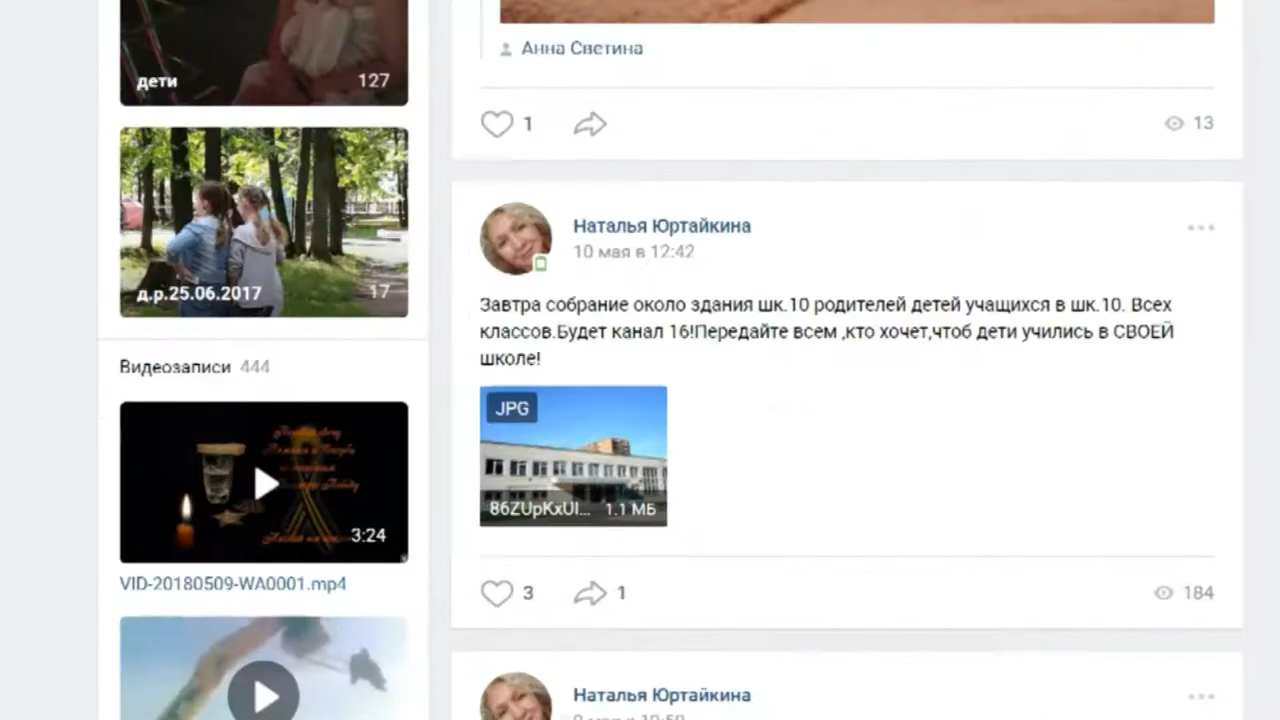 дети
127
д.р.25.06.2017
17
Видеозаписи 444
3:24
VID-20180509-WA0001.mp4
Анна Светина
1
13
Наталья Юртайкина
10 мая в 12:42
Завтра собрание около здания шк.10 родителей детей учащихся в шк.10. Всех
классов.Будет канал 16!Передайте всем ,кто хочет,чтоб дети учились в СВОЕЙ
школе!
JPG
86ZUpKxUI... 1.1 МБ
3
1
184
Наталья Юртайкина